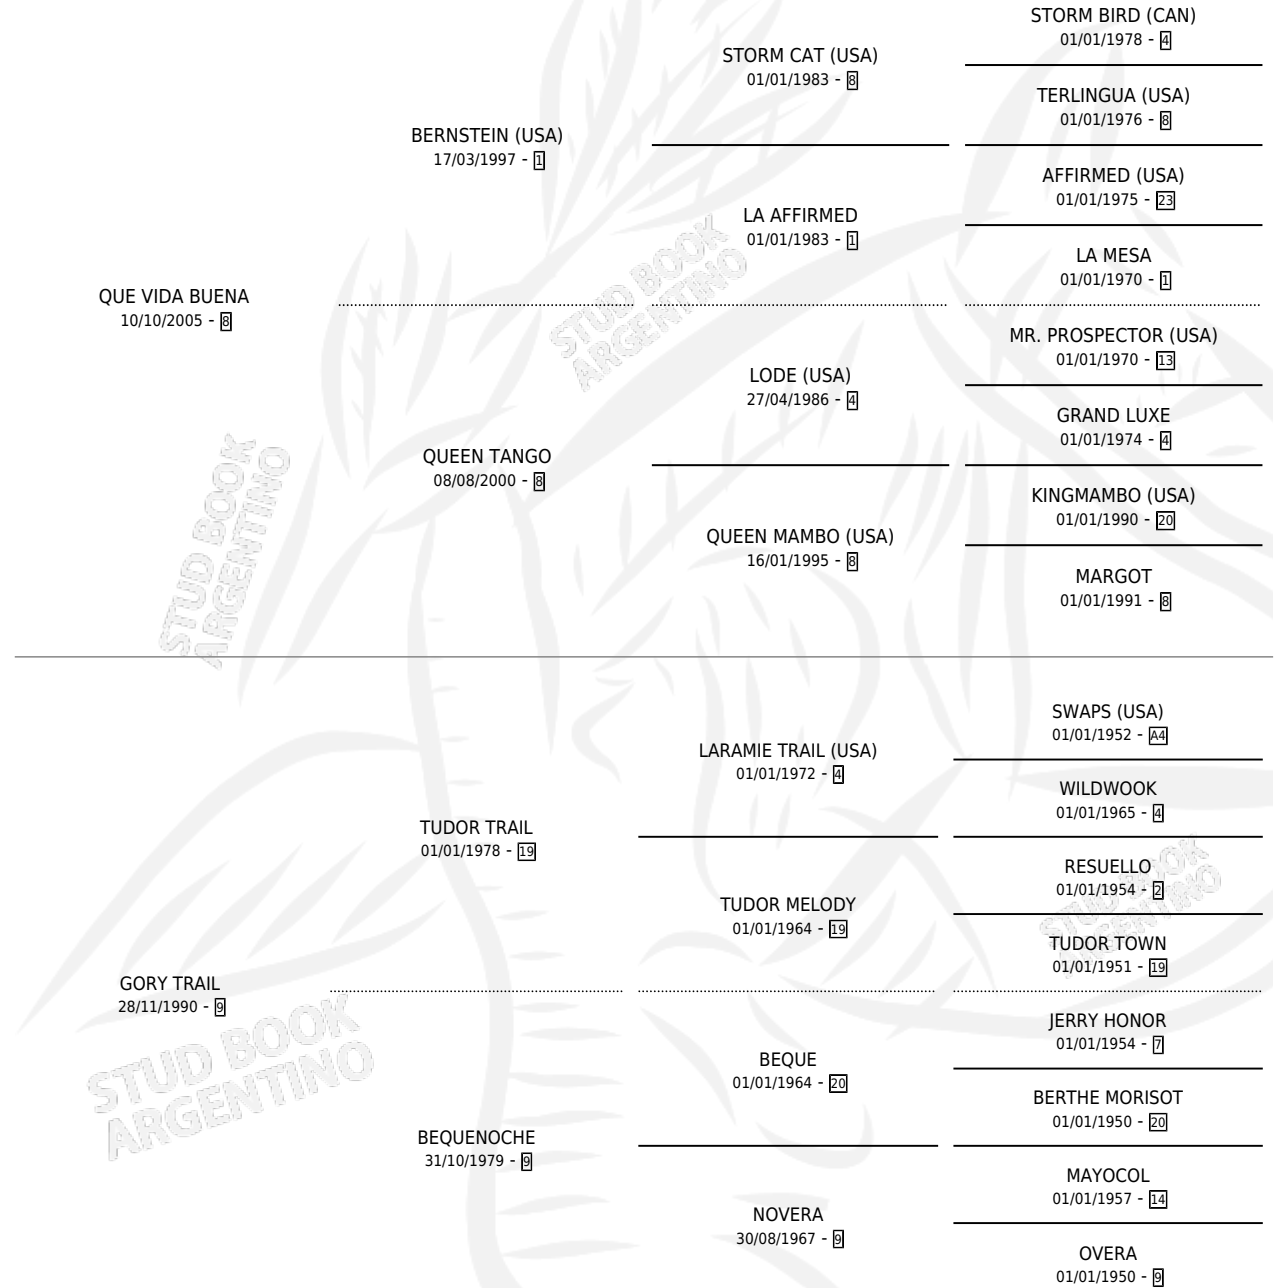 STORM BIRD (CAN)
01/01/1978 - 4
STORM CAT (USA)
01/01/1983 - 8
TERLINGUA (USA)
01/01/1976 - 8
BERNSTEIN (USA)
17/03/1997 - 1
AFFIRMED (USA)
01/01/1975 - 23
LA AFFIRMED
01/01/1983 - 1
LA MESA
01/01/1970 - 1
QUE VIDA BUENA
10/10/2005 - 8
STUD BOOK
ARGENTINO
MR. PROSPECTOR (USA)
01/01/1970 - 13
LODE (USA)
27/04/1986 - 4
GRAND LUXE
01/01/1974 - 4
QUEEN TANGO
08/08/2000 - 8
KINGMAMBO (USA)
01/01/1990 - 20
QUEEN MAMBO (USA)
16/01/1995 - 8
MARGOT
01/01/1991 - 8
STUD BOOK
ARGENTINO
SWAPS (USA)
01/01/1952 - A4
LARAMIE TRAIL (USA)
01/01/1972 - 4
WILDWOOK
01/01/1965 - 4
TUDOR TRAIL
01/01/1978 - 19
RESUELLO
01/01/1954 - 2
TUDOR MELODY
01/01/1964 - 19
STUD BOOK
ARGENTINO
TUDOR TOWN
01/01/1951 - 19
GORY TRAIL
28/11/1990 - 9
JERRY HONOR
01/01/1954 - 7
BEQUE
01/01/1964 - 20
BERTHE MORISOT
01/01/1950 - 20
STUD BOOK
ARGENTINO
BEQUENOCHE
31/10/1979 - 9
MAYOCOL
01/01/1957 - 14
NOVERA
30/08/1967 - 9
OVERA
01/01/1950 - 9